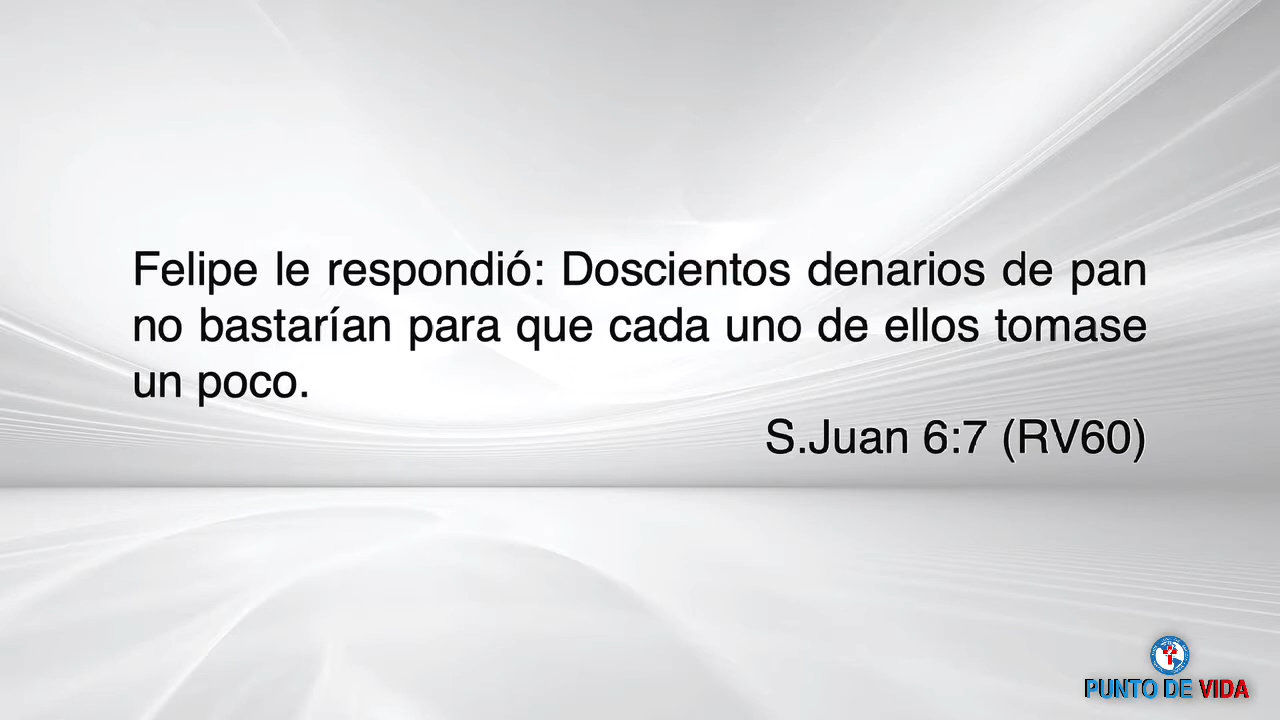 Felipe le respondió: Doscientos denarios de pan
no bastarían para que cada uno de ellos tomase
un poco.
S.Juan 6:7 (RV60)
PUNTO DE VIDA